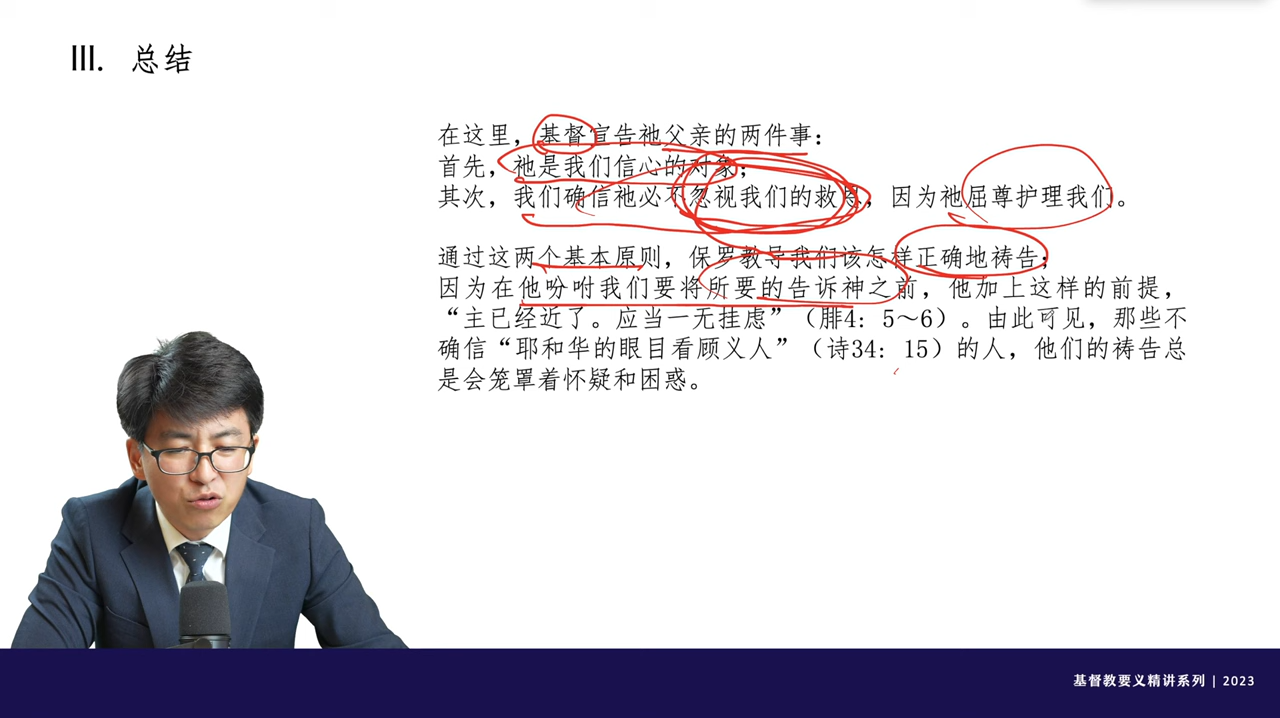 III. 总结
在这里，基督宣告祂父亲的两件事：
首先，祂是我们信心的对象；
其次，我们确信祂必不忽视我们的救恩，因为祂屈尊护理我们。
通过这两个基本原则，保罗教导我们该怎样正确地祷告；
因为在他吩咐我们要将所要的告诉神之前，他加上这样的前提，
“主已经近了。应当一无挂虑”（腓4：5～6）。由此可见，那些不
确信“耶和华的眼目看顾义人”（诗34：15）的人，他们的祷告总
是会笼罩着怀疑和困惑。
基督教要义精讲系列 | 2023